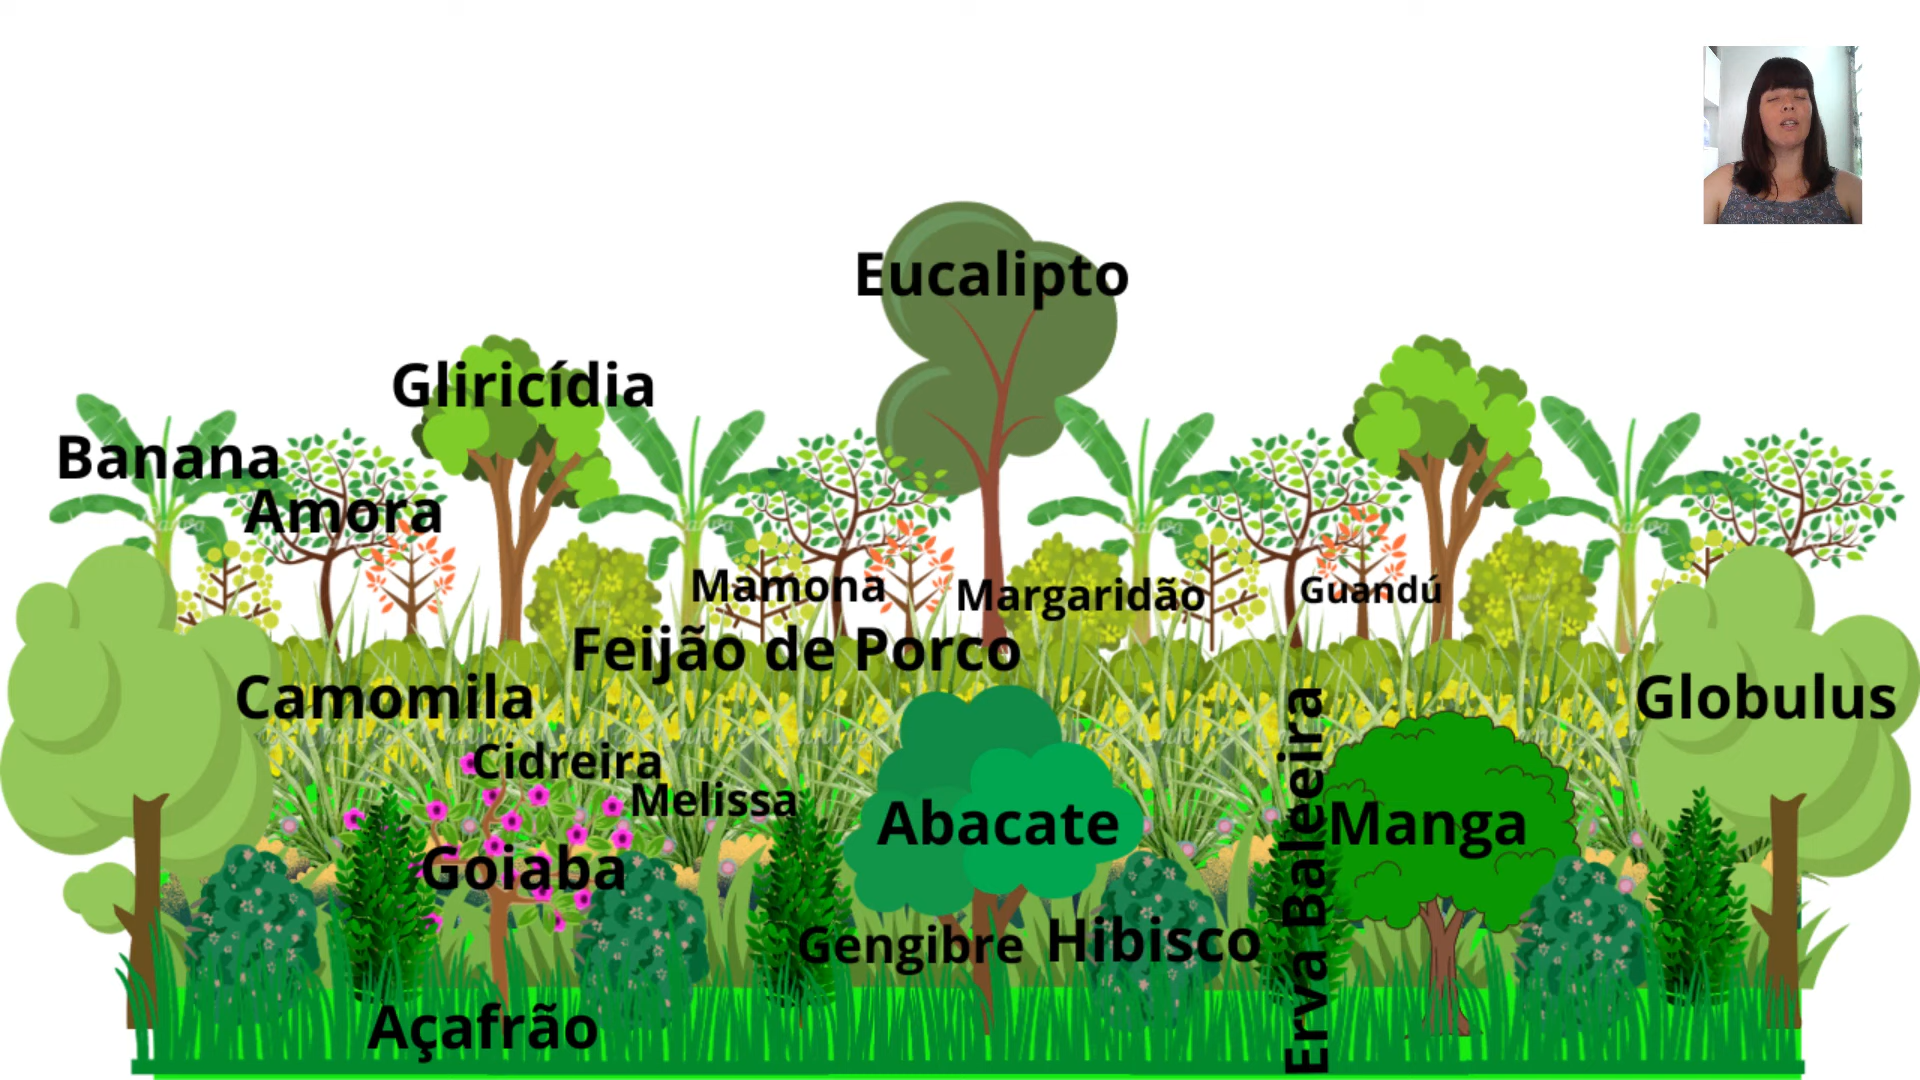 Eucalipto
Gliricídia
Banana
Amora
Mamona
Margaridão
Guandú
Feijão de Porco
Camomila
Globulus
Cidreira
Melissa
Abacate
Erva Baleeira
Manga
Goiaba
Gengibre
Hibisco
Açafrão